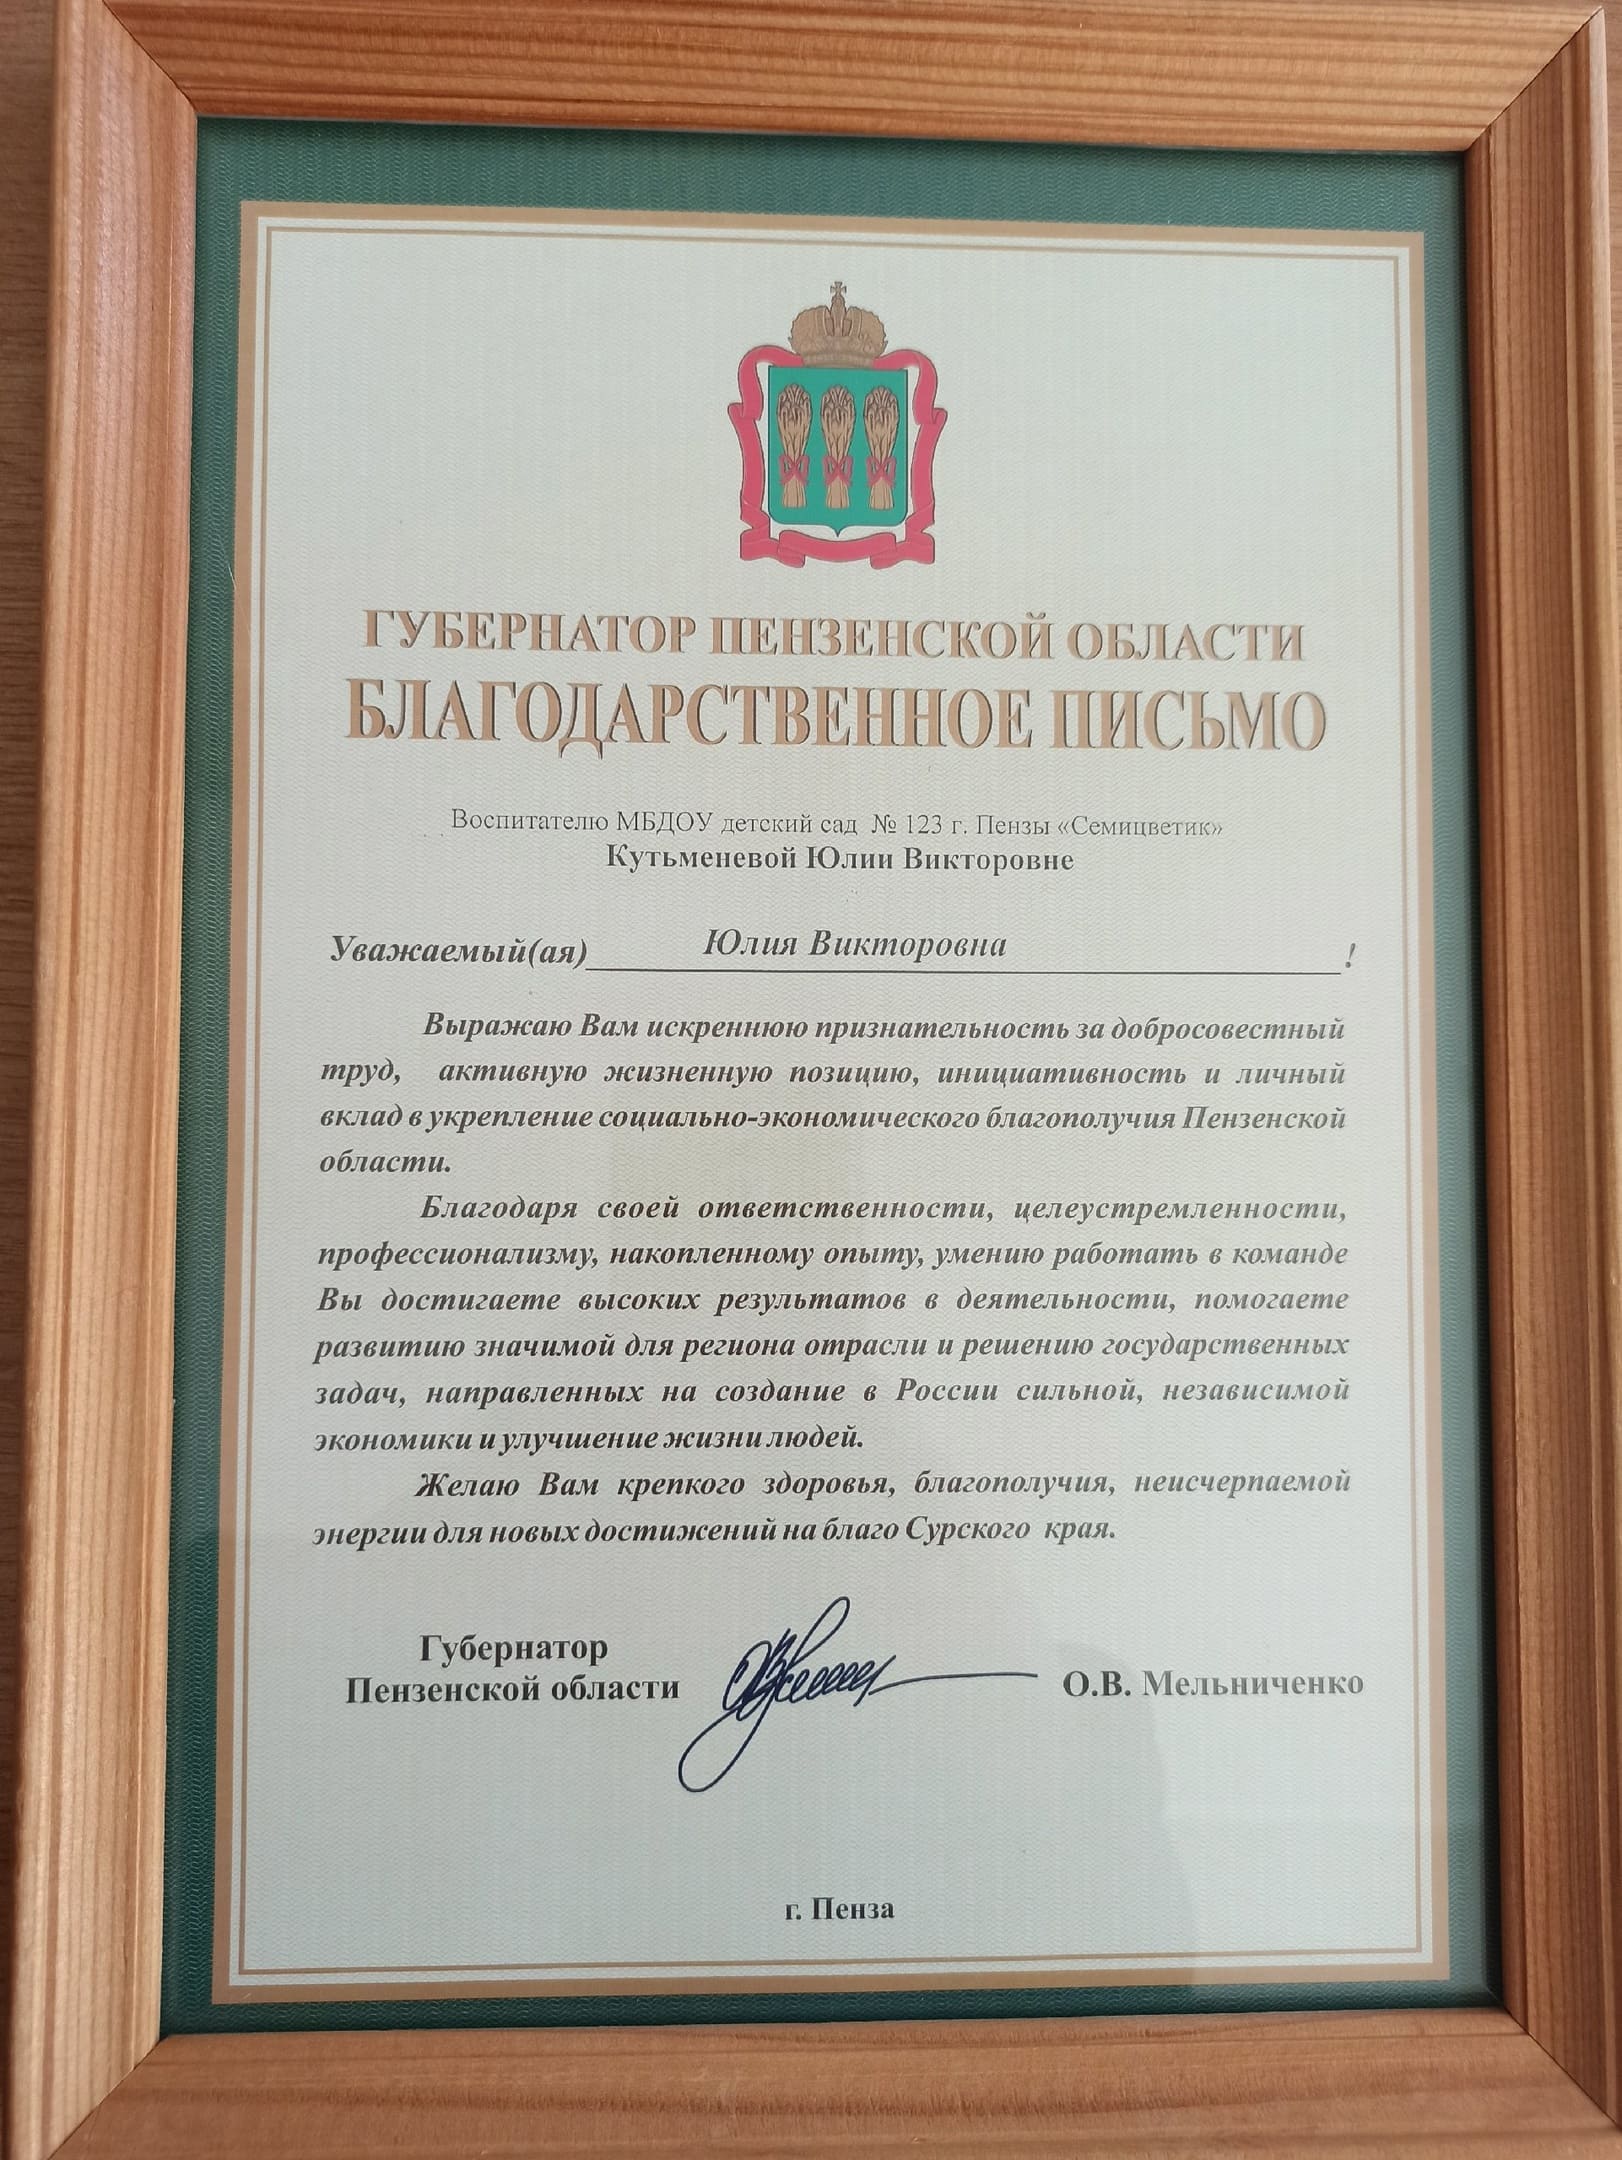 ГУБЕРНАТОР ПЕНЗЕНСКОЙ ОБЛАСТИ
БЛАГОДАРСТВЕННОЕ ПИСЬМО
Воспитателю МБДОУ детский сад № 123 г. Пензы «Семицветик»
Кутьменевой Юлии Викторовне
Уважаемый(ая) Юлия Викторовна !
Выражаю Вам искреннюю признательность за добросовестный
труд, активную жизненную позицию, инициативность и личный
вклад в укрепление социально-экономического благополучия Пензенской
области.
Благодаря своей ответственности, целеустремленности,
профессионализму, накопленному опыту, умению работать в команде
Вы достигаете высоких результатов в деятельности, помогаете
развитию значимой для региона отрасли и решению государственных
задач, направленных на создание в России сильной, независимой
экономики и улучшение жизни людей.
Желаю Вам крепкого здоровья, благополучия, неисчерпаемой
энергии для новых достижений на благо Сурского края.
Губернатор
Пензенской области О.В. Мельниченко
г. Пенза